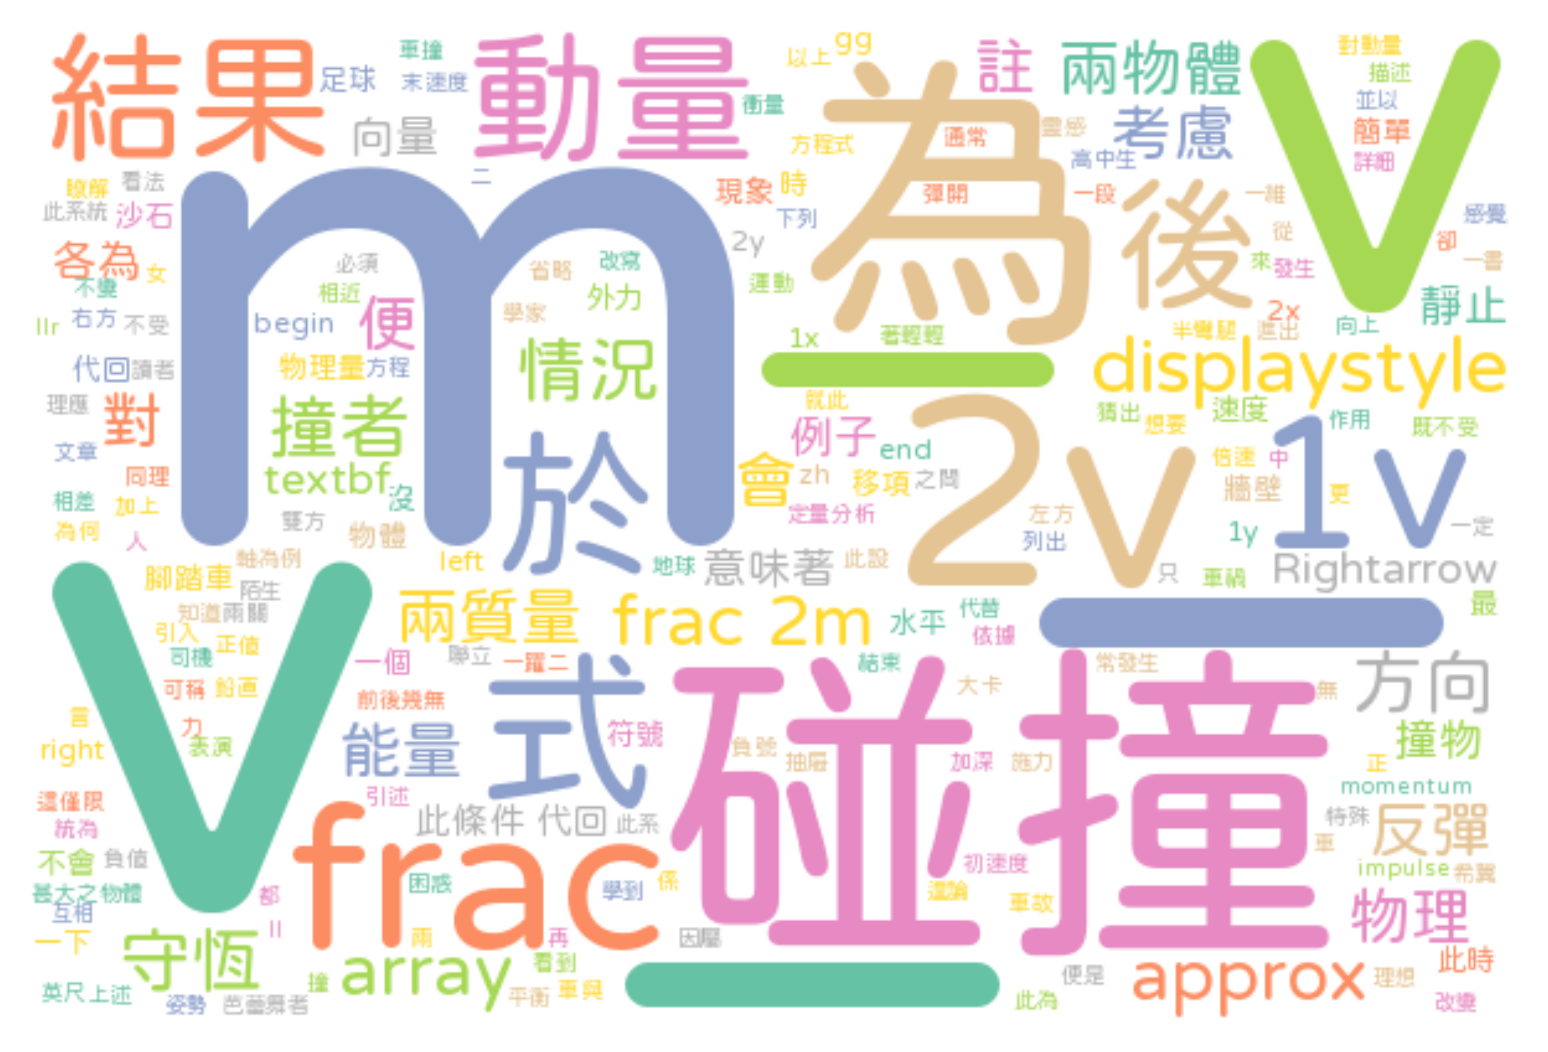 結果
車撞
足球
末速度
動量
衝量
向量
以上
gg
方程式
為
註
兩物體
靈感
考慮
通常
高中生
V
對動量
描述
並以
簡單
詳細
瞭解
看法
二
此系統
沙石
現象
時
下列
彈開
一段
後
一維
感覺
各為
女
m
必須
省略
改寫
2y
運動
從
卻
來
發生
一書
不變
相近
學家
外力
2x
靜止
llr
右方
不受
begin
便
1x
著輕輕
半彎腿
進出
向上
代回
讀者
物理量
方程
情況
displaystyle
理應
對
撞者
就此
例子
猜出
想要
速度
作用
既不受
文章
同理
textbf
沒
於
會
zh
end
移項
之間
2v
倍速
中
1v
牆壁
更
相差
加上
雙方
定量分析
左方
1y
一定
為何
人
物體
列出
軸為例
left
地球
意味著
此設
只
車禍
Rightarrow
腳踏車
陌生
最
知道
兩關
兩質量
frac 2m
水平
代替
依據
引入
正值
司機
一個
聯立
一躍二
結束
常發生
V
可稱
鉛直
前後幾無
式
大卡
無
方向
言
力
right
表演
能量
符號
負號
抽屜
碰撞
加深
施力
撞物
正
引述
momentum
這僅限
統為
frac
此條件
代回
此系
特殊
反彈
車
不會
負值
初速度
impulse
希冀
甚大之物體
互相
都
困惑
學到
係
遑論
車故
物理
一下
守恆
ll
兩
再
因屬
撞
array
看到
便是
approx
理想
此時
英尺
上述
姿勢
芭蕾舞者
平衡
車與
此為
改變